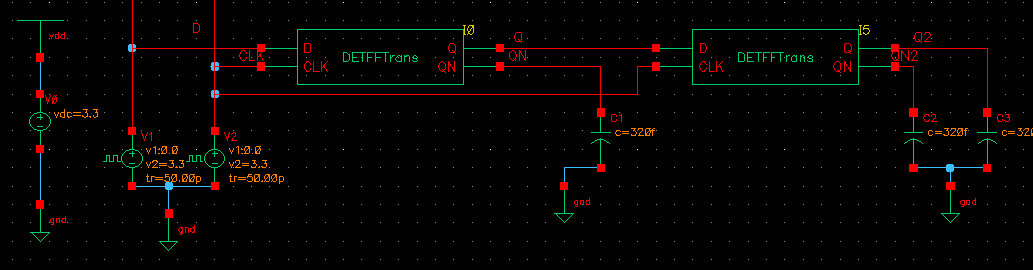 vdd.
V0
vdc=3.3
gnd.
D
CLK
V1
v1:0.0
v2=3.3
tr=50.00p
V2
v1:0.0
v2=3.3
tr=50.00p
gnd
I0
D
CLK
DETFFTrans
Q
QN
Q
QN
C1
c=320f
gnd
I5
D
CLK
DETFFTrans
Q
QN
Q2
QN2
C2
c=320f
C3
c=320
gnd